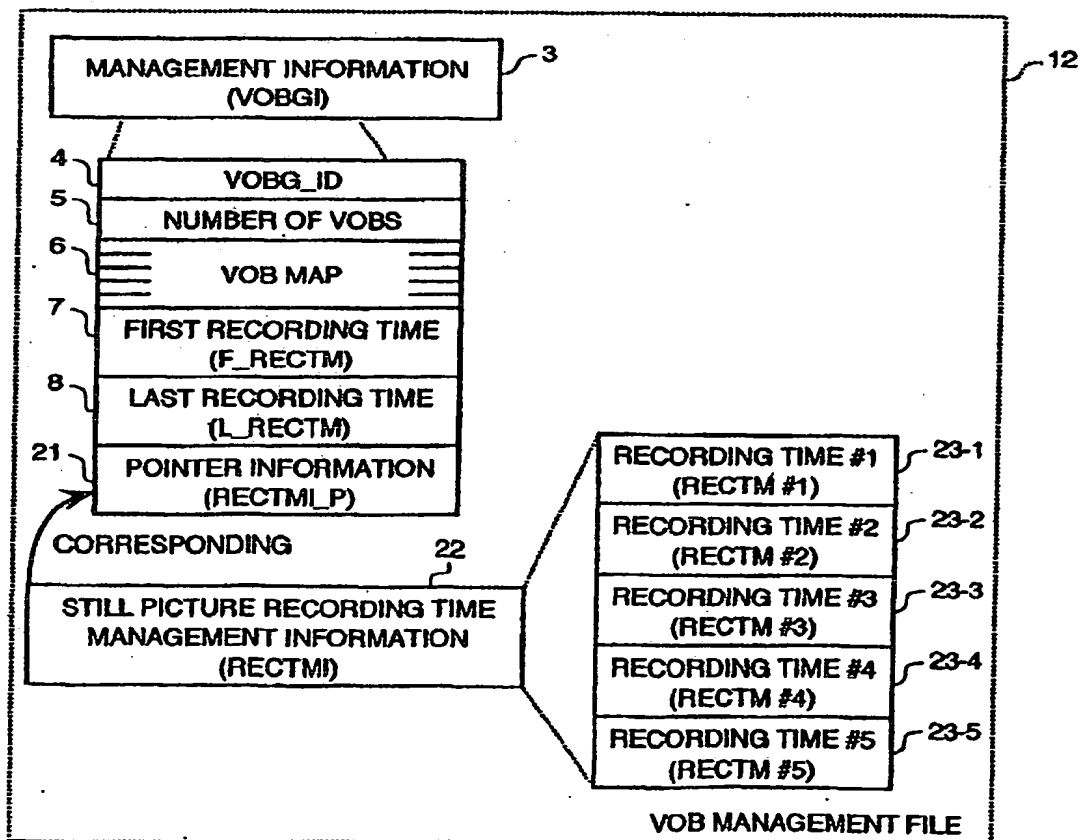 MANAGEMENT INFORMATION
(VOBGI)
3
12
4
VOBG_ID
5
NUMBER OF VOBS
6
VOB MAP
7
FIRST RECORDING TIME
(F_RECTM)
8
LAST RECORDING TIME
(L_RECTM)
21
POINTER INFORMATION
(RECTMI_P)
CORRESPONDING
22
STILL PICTURE RECORDING TIME
MANAGEMENT INFORMATION
(RECTMI)
RECORDING TIME #1
(RECTM #1)
23-1
RECORDING TIME #2
(RECTM #2)
23-2
RECORDING TIME #3
(RECTM #3)
23-3
RECORDING TIME #4
(RECTM #4)
23-4
RECORDING TIME #5
(RECTM #5)
23-5
VOB MANAGEMENT FILE